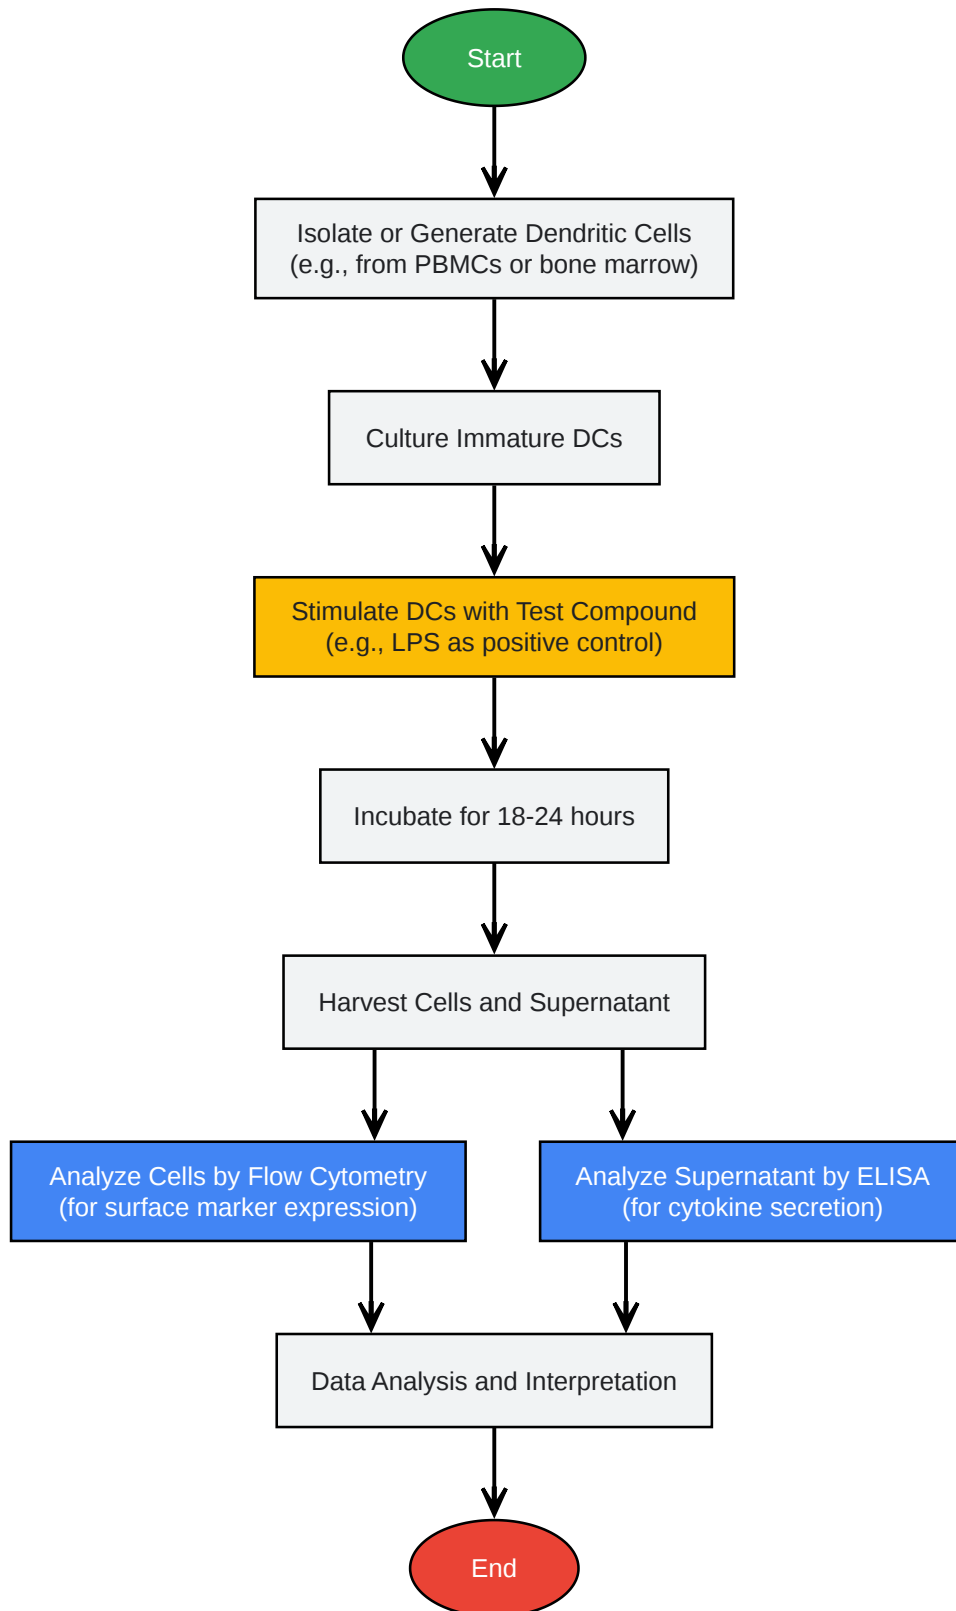 Start
Isolate or Generate Dendritic Cells
(e.g., from PBMCs or bone marrow)
Culture Immature DCs
Stimulate DCs with Test Compound
(e.g., LPS as positive control)
Incubate for 18-24 hours
Harvest Cells and Supernatant
Analyze Cells by Flow Cytometry
(for surface marker expression)
Analyze Supernatant by ELISA
(for cytokine secretion)
Data Analysis and Interpretation
End